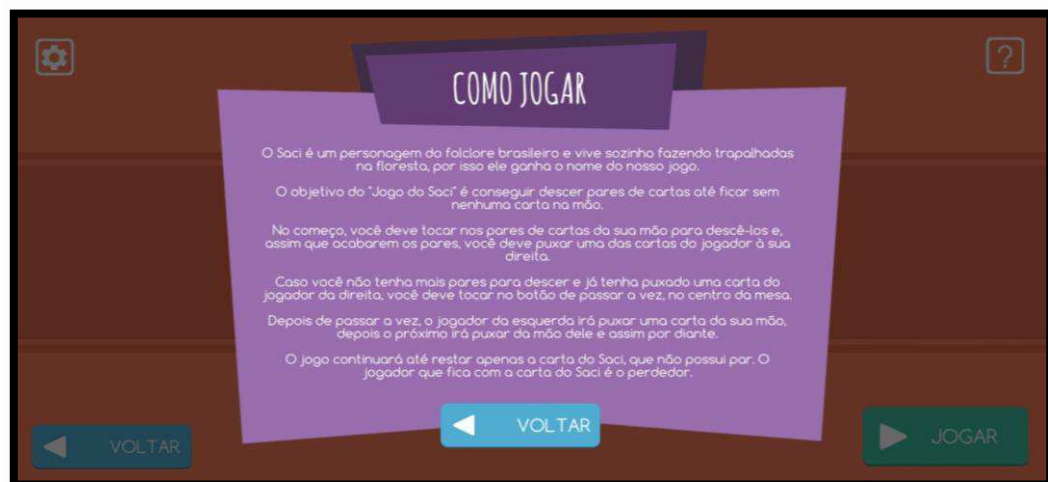 ?
COMO JOGAR
O Saci é um personagem do folclore brasileiro e vive sozinho fazendo trapalhadas
na floresta, por isso ele ganha o nome do nosso jogo.
O objetivo do "Jogo do Saci" é conseguir descer pares de cartas até ficar sem
nenhuma carta na mão.
No começo, você deve tocar nos pares de cartas da sua mão para descê-los e,
assim que acabarem os pares, você deve puxar uma das cartas do jogador à sua
direita.
Caso você não tenha mais pares para descer e já tenha puxado uma carta do
jogador da direita, você deve tocar no botão de passar a vez, no centro da mesa.
Depois de passar a vez, o jogador da esquerda irá puxar uma carta da sua mão,
depois o próximo irá puxar da mão dele e assim por diante.
O jogo continuará até restar apenas a carta do Saci, que não possui par. O
jogador que fica com a carta do Saci é o perdedor.
VOLTAR
VOLTAR
JOGAR